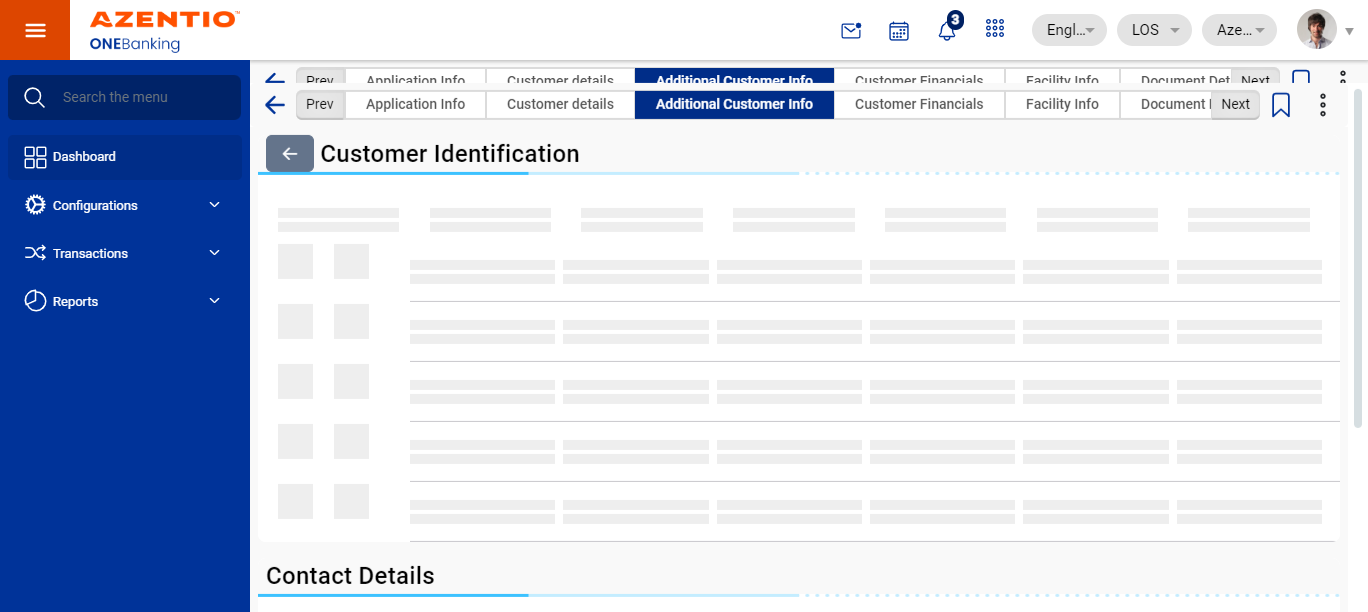 AZENTIO™
ONEBanking
3
Engl...
LOS
Aze...
Search the menu
Dashboard
Configurations
Transactions
Reports
Prev Application Info Customer details Additional Customer Info Customer Financials Facility Info Document Det Next
Prev Application Info Customer details Additional Customer Info Customer Financials Facility Info Document Next
Customer Identification
Contact Details